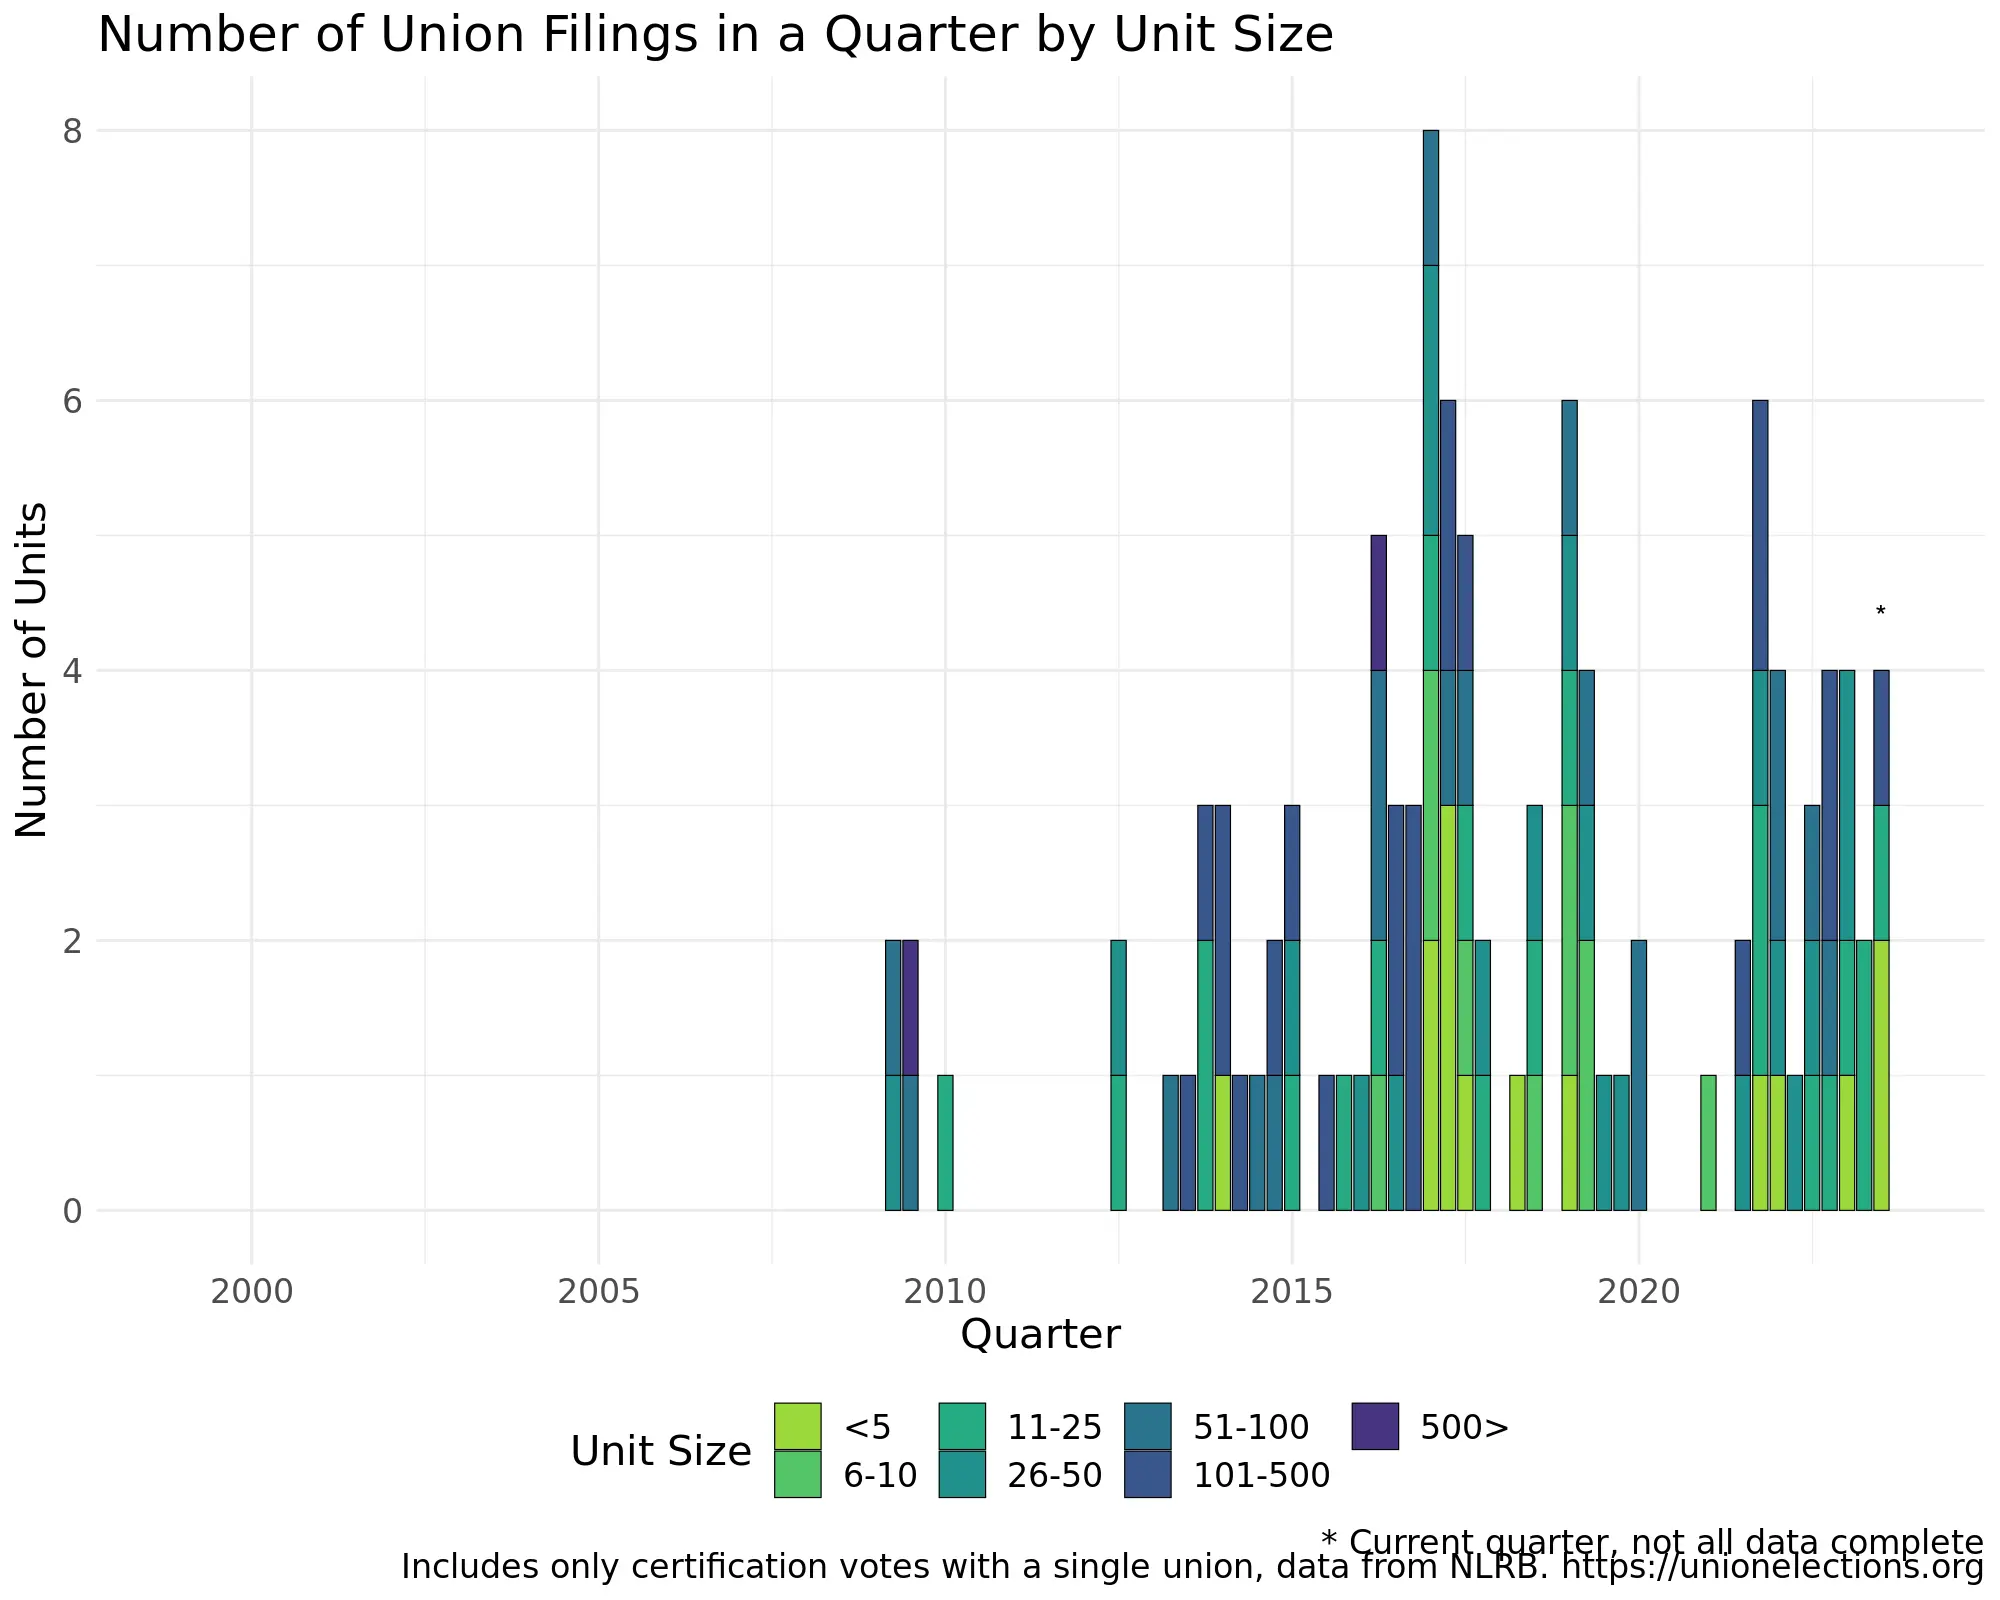 Number of Union Filings in a Quarter by Unit Size
Number of Units
8
6
4
2
0
*
2000 2005 2010 2015 2020
Quarter
Unit Size
<5 11-25 51-100 500>
6-10 26-50 101-500
* Current quarter, not all data complete
Includes only certification votes with a single union, data from NLRB. https://unionelections.org